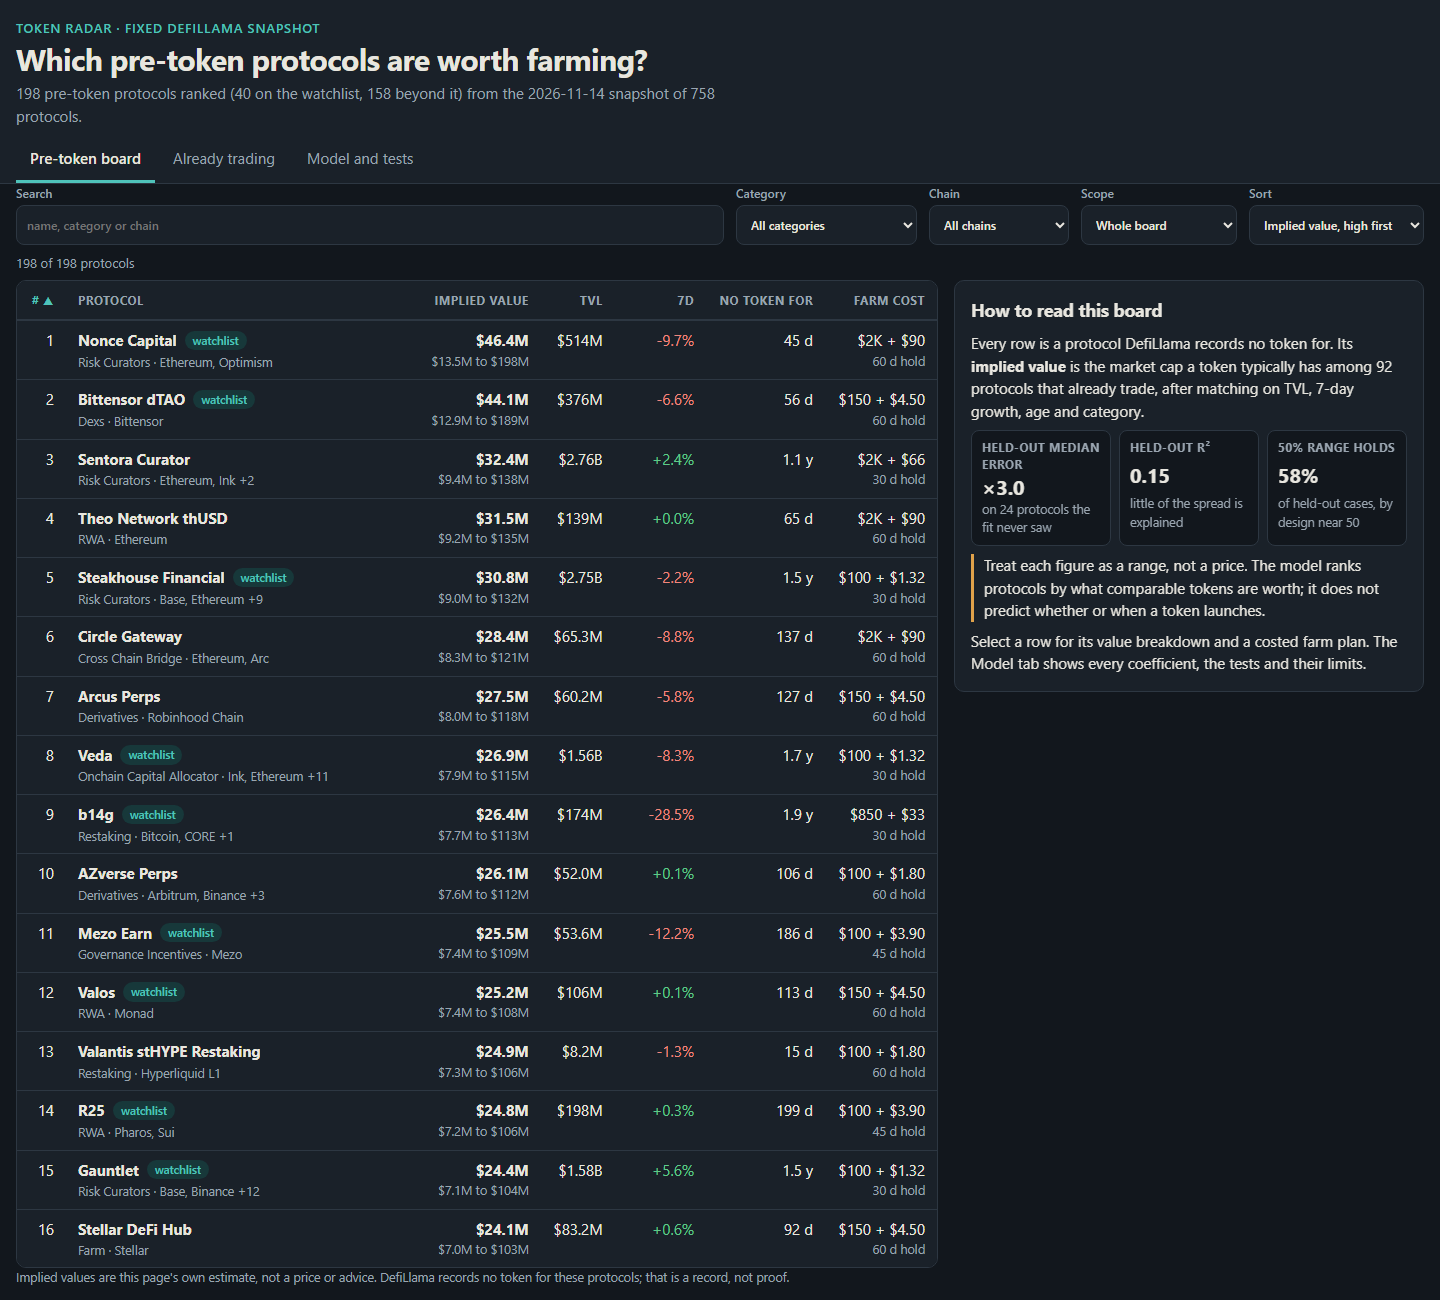 TOKEN RADAR · FIXED DEFILLAMA SNAPSHOT
Which pre-token protocols are worth farming?
198 pre-token protocols ranked (40 on the watchlist, 158 beyond it) from the 2026-11-14 snapshot of 758
protocols.
Pre-token board Already trading Model and tests
Search Category Chain Scope Sort
name, category or chain All categories All chains Whole board Implied value, high first
198 of 198 protocols
# ▲ PROTOCOL IMPLIED VALUE TVL 7D NO TOKEN FOR FARM COST
1 Nonce Capital watchlist $46.4M $514M -9.7% 45 d $2K + $90
Risk Curators · Ethereum, Optimism $13.5M to $198M 60 d hold
2 Bittensor dTAO watchlist $44.1M $376M -6.6% 56 d $150 + $4.50
Dexs · Bittensor $12.9M to $189M 60 d hold
3 Sentora Curator $32.4M $2.76B +2.4% 1.1 y $2K + $66
Risk Curators · Ethereum, Ink +2 $9.4M to $138M 30 d hold
4 Theo Network thUSD $31.5M $139M +0.0% 65 d $2K + $90
RWA · Ethereum $9.2M to $135M 60 d hold
5 Steakhouse Financial watchlist $30.8M $2.75B -2.2% 1.5 y $100 + $1.32
Risk Curators · Base, Ethereum +9 $9.0M to $132M 30 d hold
6 Circle Gateway $28.4M $65.3M -8.8% 137 d $2K + $90
Cross Chain Bridge · Ethereum, Arc $8.3M to $121M 60 d hold
7 Arcus Perps $27.5M $60.2M -5.8% 127 d $150 + $4.50
Derivatives · Robinhood Chain $8.0M to $118M 60 d hold
8 Veda watchlist $26.9M $1.56B -8.3% 1.7 y $100 + $1.32
Onchain Capital Allocator · Ink, Ethereum +11 $7.9M to $115M 30 d hold
9 b14g watchlist $26.4M $174M -28.5% 1.9 y $850 + $33
Restaking · Bitcoin, CORE +1 $7.7M to $113M 30 d hold
10 AZverse Perps $26.1M $52.0M +0.1% 106 d $100 + $1.80
Derivatives · Arbitrum, Binance +3 $7.6M to $112M 60 d hold
11 Mezo Earn watchlist $25.5M $53.6M -12.2% 186 d $100 + $3.90
Governance Incentives · Mezo $7.4M to $109M 45 d hold
12 Valos watchlist $25.2M $106M +0.1% 113 d $150 + $4.50
RWA · Monad $7.4M to $108M 60 d hold
13 Valantis stHYPE Restaking $24.9M $8.2M -1.3% 15 d $100 + $1.80
Restaking · Hyperliquid L1 $7.3M to $106M 60 d hold
14 R25 watchlist $24.8M $198M +0.3% 199 d $100 + $3.90
RWA · Pharos, Sui $7.2M to $106M 45 d hold
15 Gauntlet watchlist $24.4M $1.58B +5.6% 1.5 y $100 + $1.32
Risk Curators · Base, Binance +12 $7.1M to $104M 30 d hold
16 Stellar DeFi Hub $24.1M $83.2M +0.6% 92 d $150 + $4.50
Farm · Stellar $7.0M to $103M 60 d hold
How to read this board
Every row is a protocol DefiLlama records no token for. Its
implied value is the market cap a token typically has among 92
protocols that already trade, after matching on TVL, 7-day
growth, age and category.
HELD-OUT MEDIAN
ERROR
×3.0
on 24 protocols the
fit never saw
HELD-OUT R²
0.15
little of the spread is
explained
50% RANGE HOLDS
58%
of held-out cases, by
design near 50
Treat each figure as a range, not a price. The model ranks
protocols by what comparable tokens are worth; it does not
predict whether or when a token launches.
Select a row for its value breakdown and a costed farm plan. The
Model tab shows every coefficient, the tests and their limits.
Implied values are this page's own estimate, not a price or advice. DefiLlama records no token for these protocols; that is a record, not proof.